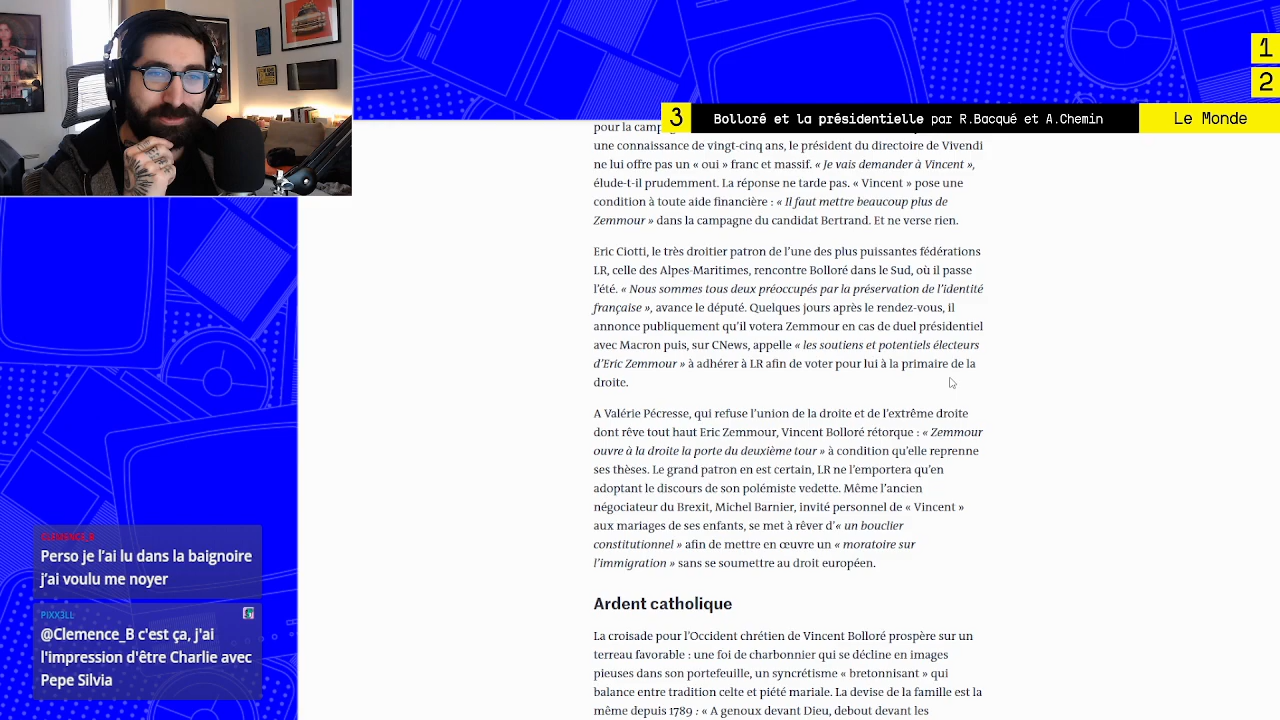 1
2
3 Bolloré et la présidentielle par R.Bacqué et A.Chemin Le Monde
pour la camp
une connaissance de vingt-cinq ans, le président du directoire de Vivendi
ne lui offre pas un « oui » franc et massif. « Je vais demander à Vincent »,
élude-t-il prudemment. La réponse ne tarde pas. « Vincent » pose une
condition à toute aide financière : « Il faut mettre beaucoup plus de
Zemmour » dans la campagne du candidat Bertrand. Et ne verse rien.
Eric Ciotti, le très droitier patron de l’une des plus puissantes fédérations
LR, celle des Alpes-Maritimes, rencontre Bolloré dans le Sud, où il passe
l’été. « Nous sommes tous deux préoccupés par la préservation de l’identité
française », avance le député. Quelques jours après le rendez-vous, il
annonce publiquement qu’il votera Zemmour en cas de duel présidentiel
avec Macron puis, sur CNews, appelle « les soutiens et potentiels électeurs
d’Eric Zemmour » à adhérer à LR afin de voter pour lui à la primaire de la
droite.
A Valérie Pécresse, qui refuse l’union de la droite et de l’extrême droite
dont rêve tout haut Eric Zemmour, Vincent Bolloré rétorque : « Zemmour
ouvre à la droite la porte du deuxième tour » à condition qu’elle reprenne
ses thèses. Le grand patron en est certain, LR ne l’emportera qu’en
adoptant le discours de son polémiste vedette. Même l’ancien
négociateur du Brexit, Michel Barnier, invité personnel de « Vincent »
aux mariages de ses enfants, se met à rêver d’« un bouclier
constitutionnel » afin de mettre en œuvre un « moratoire sur
l’immigration » sans se soumettre au droit européen.
Ardent catholique
La croisade pour l’Occident chrétien de Vincent Bolloré prospère sur un
terreau favorable : une foi de charbonnier qui se décline en images
pieuses dans son portefeuille, un syncrétisme « bretonnisant » qui
balance entre tradition celte et piété mariale. La devise de la famille est la
même depuis 1789 : « A genoux devant Dieu, debout devant les
CLEMENCE_B
Perso je l’ai lu dans la baignoire
j’ai voulu me noyer
PIXX3LL
@Clemence_B c'est ça, j'ai
l'impression d'être Charlie avec
Pepe Silvia